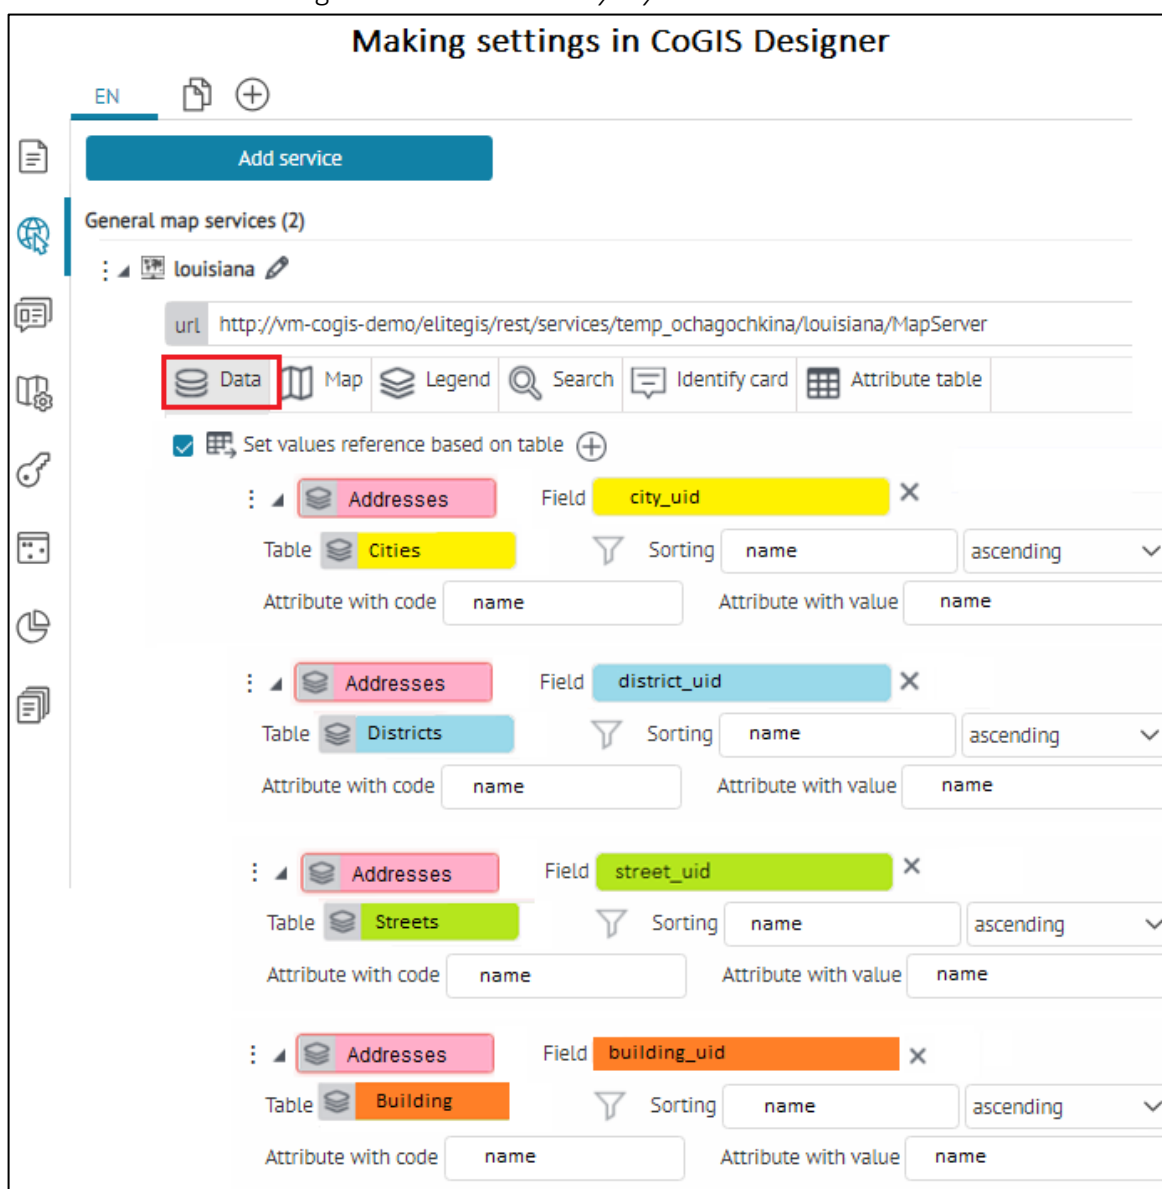 Making settings in CoGIS Designer
EN
Add service
General map services (2)
louisiana
url http://vm-cogis-demo/elitegis/rest/services/temp_ochagochkina/louisiana/MapServer
Data Map Legend Search Identify card Attribute table
Set values reference based on table
Addresses Field city_uid
Table Cities Sorting name ascending
Attribute with code name Attribute with value name
Addresses Field district_uid
Table Districts Sorting name ascending
Attribute with code name Attribute with value name
Addresses Field street_uid
Table Streets Sorting name ascending
Attribute with code name Attribute with value name
Addresses Field building_uid
Table Building Sorting name ascending
Attribute with code name Attribute with value name